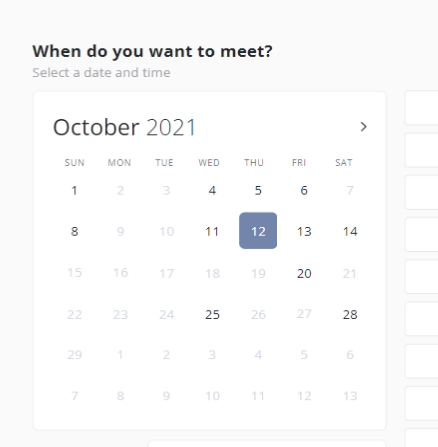 When do you want to meet?
Select a date and time
October 2021 >
SUN MON TUE WED THU FRI SAT
1 2 3 4 5 6 7
8 9 10 11 12 13 14
15 16 17 18 19 20 21
22 23 24 25 26 27 28
29 1 2 3 4 5 6
7 8 9 10 11 12 13